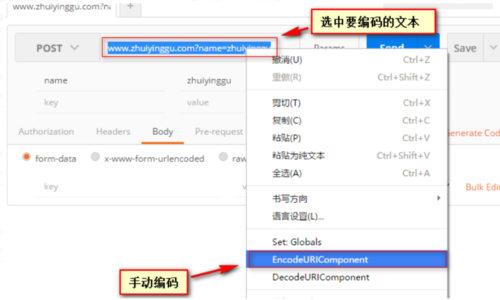 www.zhuiyinggu.com?na
选中要编码的文本
POST
www.zhuiyinggu.com?name=zhuiyinggu
Params
Send
Save
撤消(U) Ctrl+Z
重做(R) Ctrl+Shift+Z
name zhuiyinggu
key value
剪切(T) Ctrl+X
复制(C) Ctrl+C
粘贴(P) Ctrl+V
粘贴为纯文本 Ctrl+Shift+V
全选(A) Ctrl+A
Authorization Headers Body Pre-request
Generate Code
form-data x-www-form-urlencoded raw
key
Bulk Edi
书写方向
语言设置(L)...
Set: Globals
EncodeURIComponent
手动编码
DecodeURIComponent